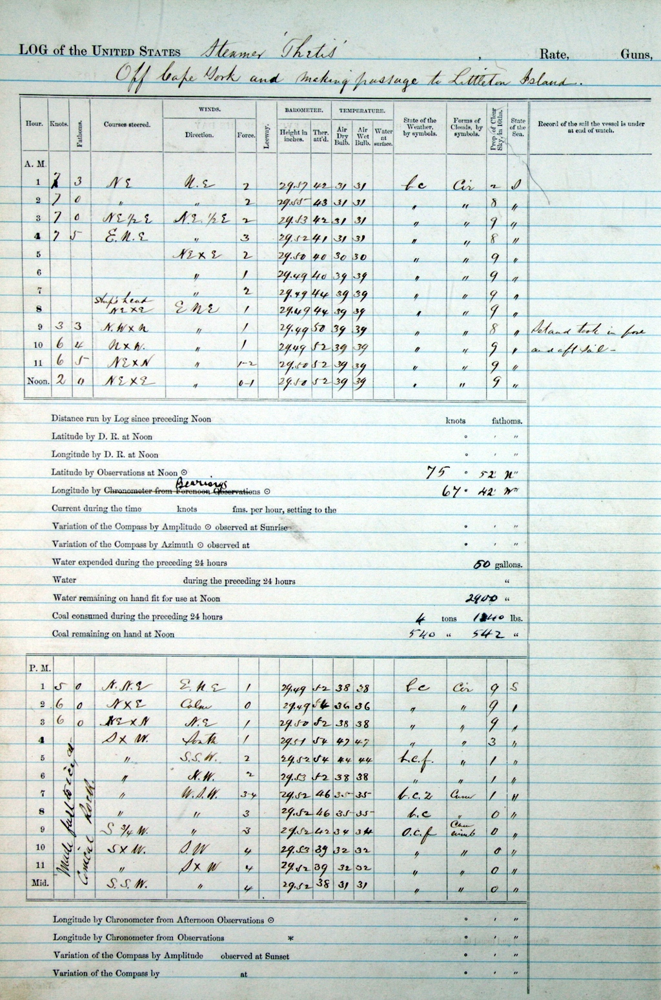 LOG of the UNITED STATES Steamer 'Thetis' , Rate, Guns,
Off Cape York and making passage to Littleton Island.
Hour. Knots. Fathoms. Courses steered. WINDS. Direction. Force. Leeway. BAROMETER. Height in inches. Ther. att'd. TEMPERATURE. Air Dry Bulb. Air Wet Bulb. Water at surface. State of the Weather, by symbols. Forms of Clouds, by symbols. Prop. of Clear Sky, in 10ths. State of the Sea. Record of the sail the vessel is under at end of watch.
A. M.
1 7 3 NE N.E 2 29.57 42 31 31 bc Cir 2 S
2 7 0 " " 2 29.55 43 31 31 " " 8 "
3 7 0 NE 1/2 E NE. 1/2 E 2 29.53 42 31 31 " " 9 "
4 7 5 E.N.E " 3 29.52 41 31 31 " " 8 "
5 NE x E 2 29.50 40 30 30 " " 9 "
6 " 1 29.49 40 39 39 " " 9 "
7 " 2 29.49 44 39 39 " " 9 "
8 Ship's head NE x E E N E 1 29.49 44 39 39 " " 9 "
9 3 3 N.W x N " 1 29.49 50 39 39 " " 8 " Set and took in fore
10 6 4 N x W. " 1 29.49 52 39 39 " " 9 " and aft sail -
11 6 5 NE x N " 1-2 29.50 52 39 39 " " 9 "
Noon. 2 " NE x E " 0-1 29.50 52 39 39 " " 9 "
Distance run by Log since preceding Noon knots fathoms.
Latitude by D. R. at Noon ° ' "
Longitude by D. R. at Noon ° ' "
Latitude by Observations at Noon ⊙ 75 ° 52' N"
Bearings
Longitude by Chronometer from Forenoon Observations ⊙ 67 ° 42' W"
Current during the time knots fms. per hour, setting to the
Variation of the Compass by Amplitude ⊙ observed at Sunrise ° ' "
Variation of the Compass by Azimuth ⊙ observed at ° ' "
Water expended during the preceding 24 hours 50 gallons.
Water during the preceding 24 hours "
Water remaining on hand fit for use at Noon 2900 "
Coal consumed during the preceding 24 hours 4 tons 1140 lbs.
Coal remaining on hand at Noon 540 " 542 "
P. M.
1 5 0 N.N.E E.N E 1 29.49 52 38 38 bc Cir 9 S
2 6 0 N x E Calm 0 29.49 54 36 36 " " 9 "
3 6 0 NE x N N.E 1 29.50 52 38 38 " " 9 "
4 S x W. South 1 29.51 54 47 47 " " 3 "
5 " S.S.W. 2 29.52 54 44 44 b.c.f. " 1 "
6 " N.W. 2 29.53 52 38 38 " " 1 "
7 " W.S.W. 3-4 29.52 46 35 35 b.c.z Cum 1 "
8 " " 3 29.52 46 35 35 b.c " 0 "
9 S 3/4 W. " 3 29.52 42 34 34 o.c.f Cum nimb 0 "
10 S x W. S.W 4 29.53 39 32 32 " " 0 "
11 " S x W 4 29.52 39 32 32 " " 0 "
Mid. S.S.W. " 4 29.52 38 31 31 " " 0 "
Made fast to ice, at
Conical Rock.
Longitude by Chronometer from Afternoon Observations ⊙ ° ' "
Longitude by Chronometer from Observations * ° ' "
Variation of the Compass by Amplitude observed at Sunset ° ' "
Variation of the Compass by at ° ' "